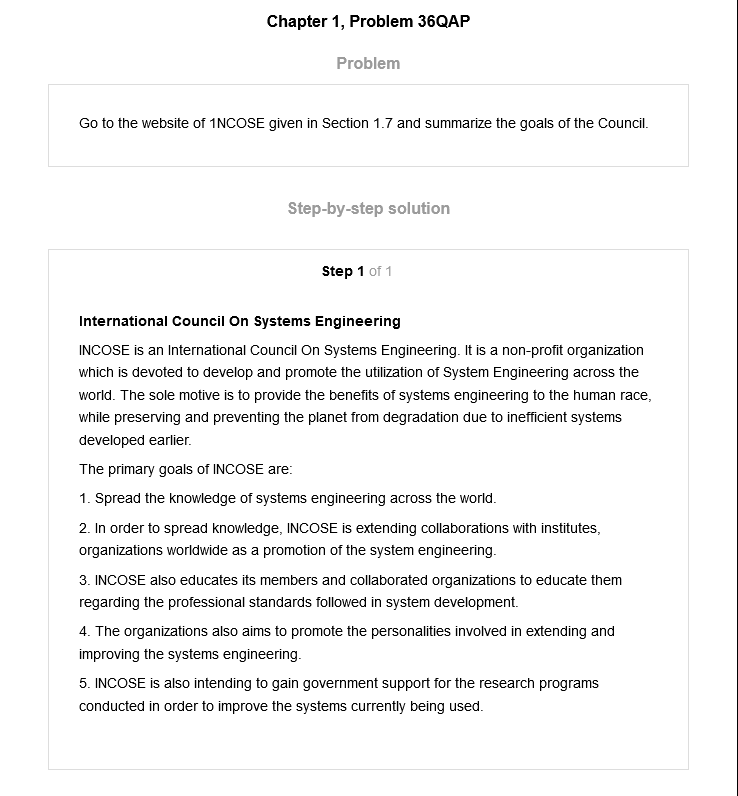 Chapter 1, Problem 36QAP
Problem
Go to the website of 1NCOSE given in Section 1.7 and summarize the goals of the Council.
Step-by-step solution
Step 1 of 1
International Council On Systems Engineering
INCOSE is an International Council On Systems Engineering. It is a non-profit organization
which is devoted to develop and promote the utilization of System Engineering across the
world. The sole motive is to provide the benefits of systems engineering to the human race,
while preserving and preventing the planet from degradation due to inefficient systems
developed earlier.
The primary goals of INCOSE are:
1. Spread the knowledge of systems engineering across the world.
2. In order to spread knowledge, INCOSE is extending collaborations with institutes,
organizations worldwide as a promotion of the system engineering.
3. INCOSE also educates its members and collaborated organizations to educate them
regarding the professional standards followed in system development.
4. The organizations also aims to promote the personalities involved in extending and
improving the systems engineering.
5. INCOSE is also intending to gain government support for the research programs
conducted in order to improve the systems currently being used.